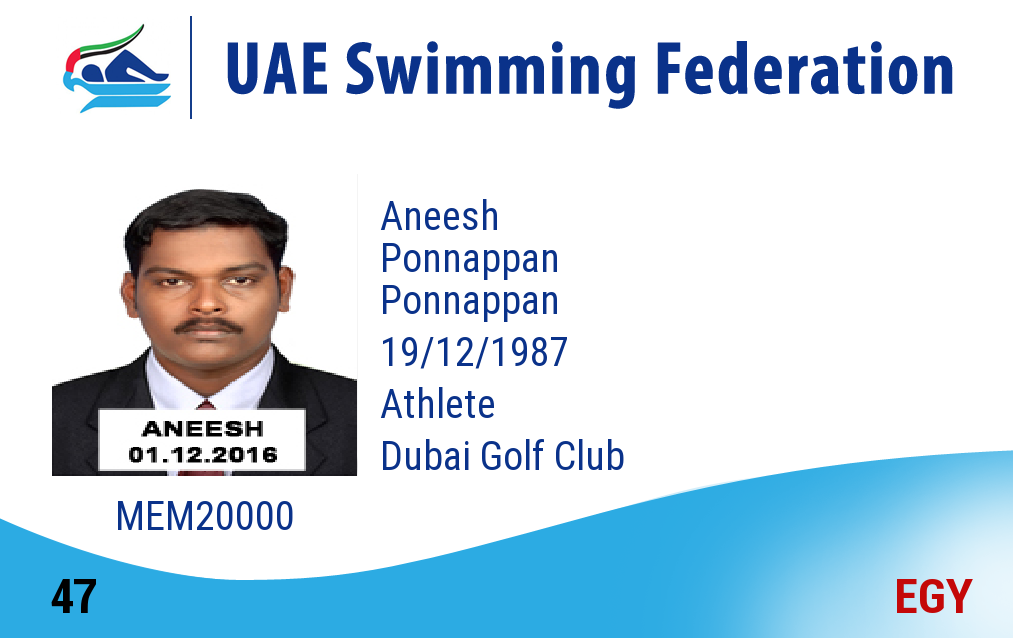 UAE Swimming Federation
Aneesh
Ponnappan
Ponnappan
19/12/1987
Athlete
Dubai Golf Club
ANEESH
01.12.2016
MEM20000
47
EGY